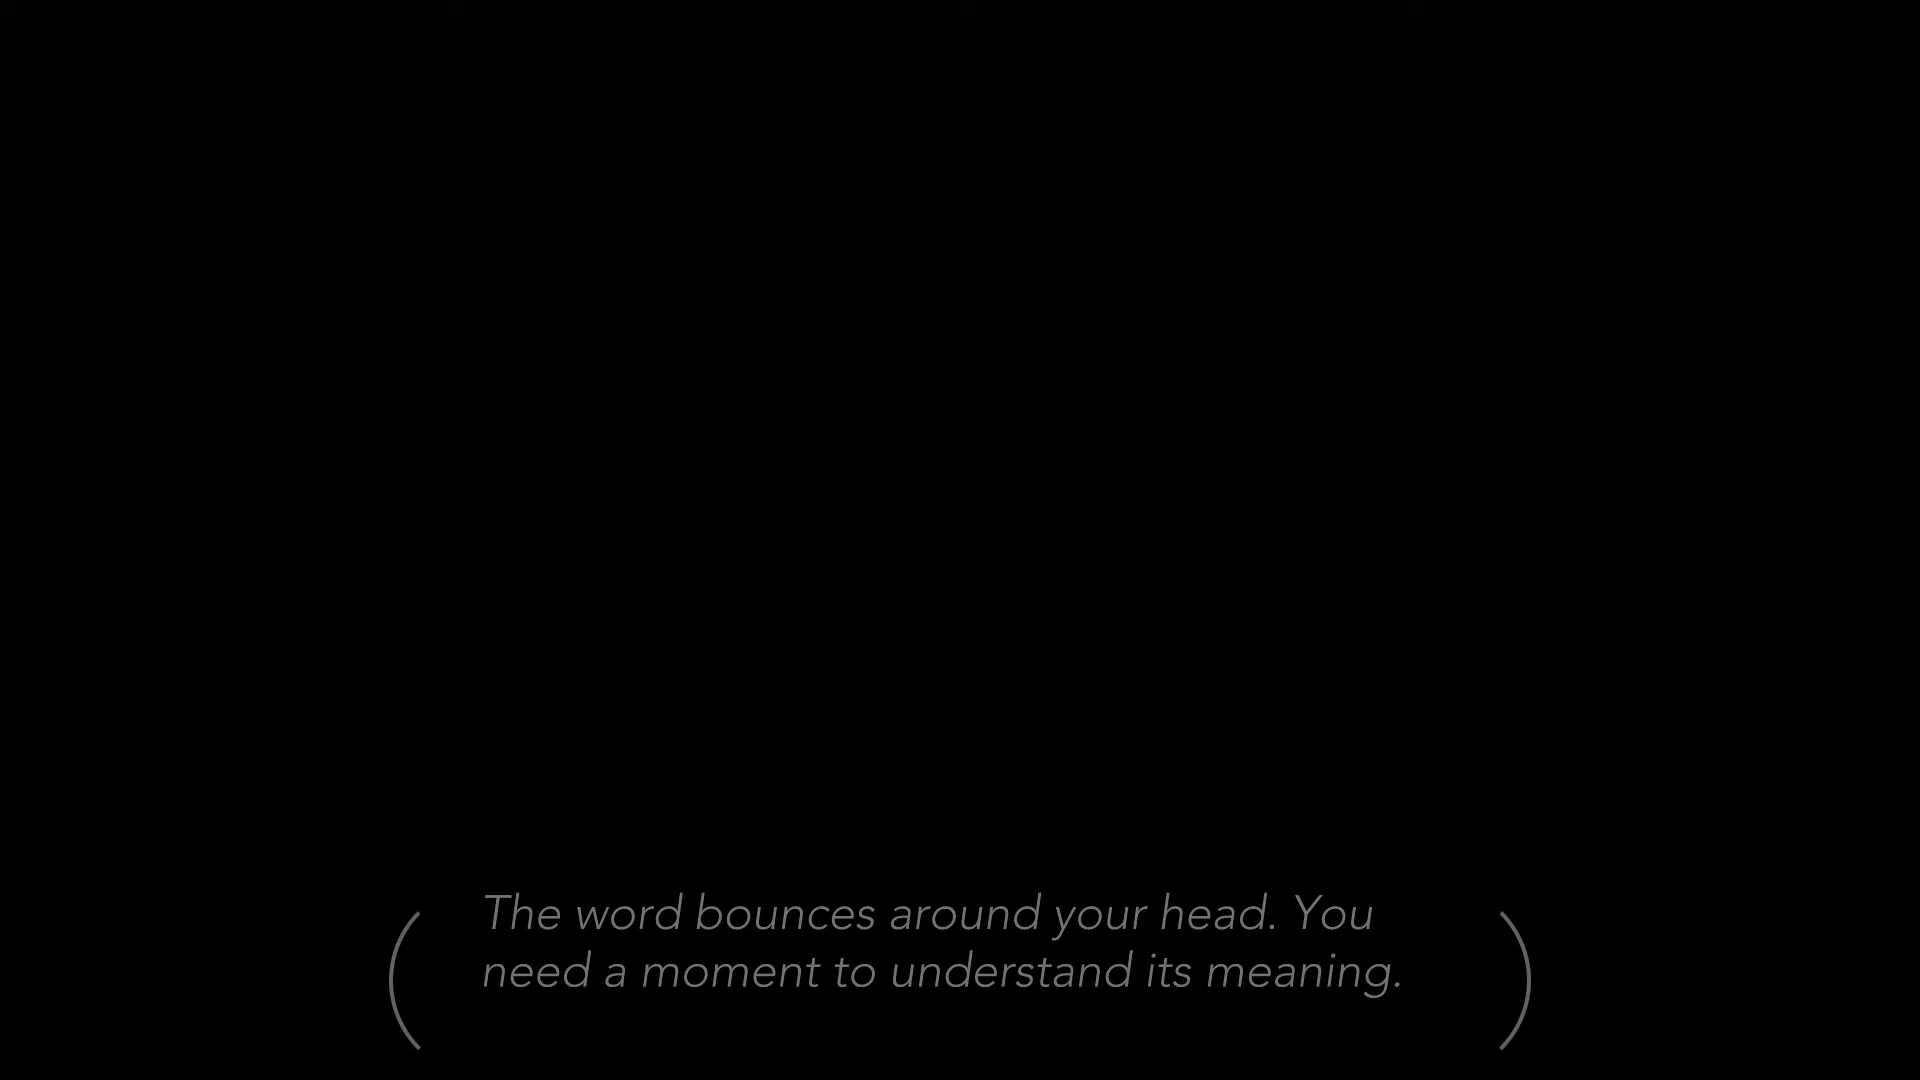 The word bounces around your head. You
need a moment to understand its meaning.